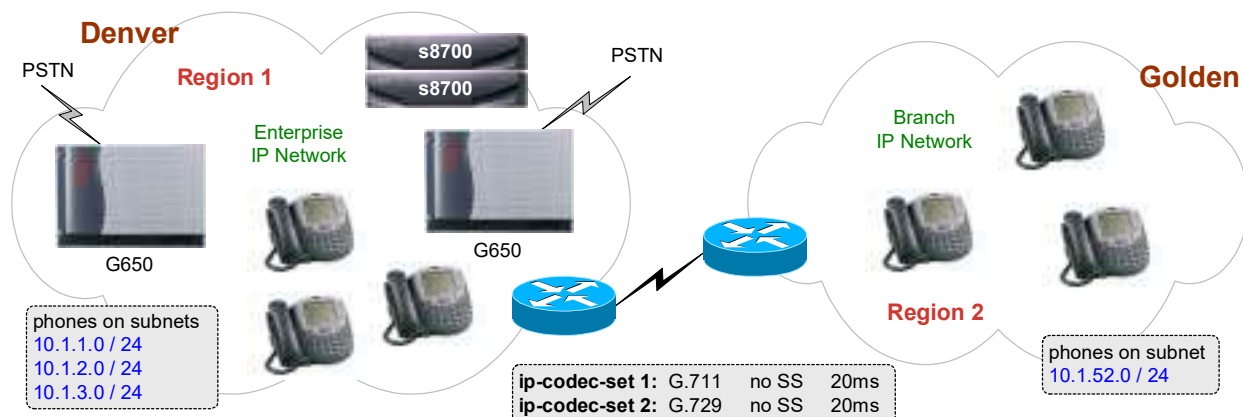 Denver
PSTN
Region 1
s8700
s8700
PSTN
Golden
Enterprise
IP Network
Branch
IP Network
G650
G650
Region 2
phones on subnets
10.1.1.0 / 24
10.1.2.0 / 24
10.1.3.0 / 24
phones on subnet
10.1.52.0 / 24
ip-codec-set 1: G.711 no SS 20ms
ip-codec-set 2: G.729 no SS 20ms